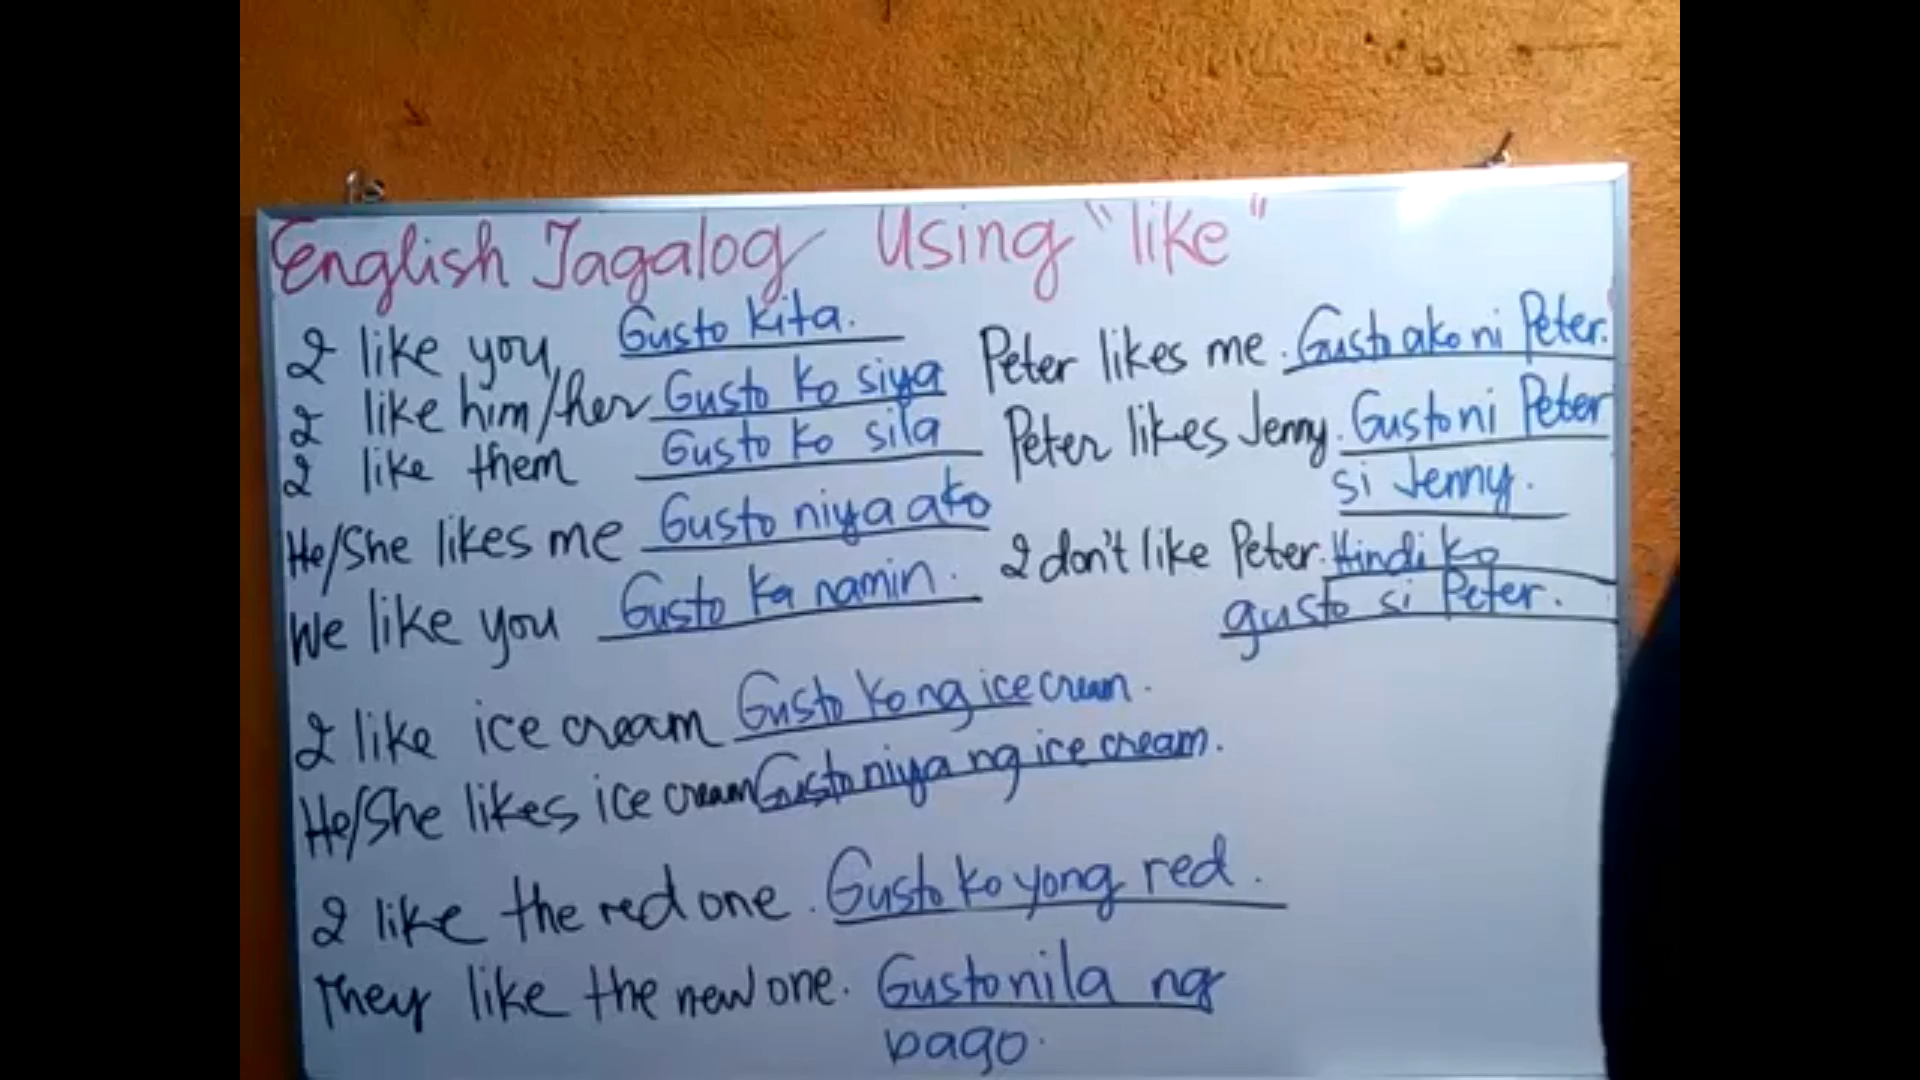 English Tagalog Using "like"
I like you, Gusto kita.
I like him/her Gusto ko siya
I like them Gusto ko sila
He/She likes me Gusto niya ako
We like you Gusto ka namin.
I like ice cream Gusto ko ng ice cream.
He/She likes ice cream Gusto niya ng ice cream.
I like the red one. Gusto ko yong red.
They like the new one. Gusto nila ng
bago.
Peter likes me. Gusto ako ni Peter.
Peter likes Jenny. Gusto ni Peter
si Jenny.
I don't like Peter. Hindi ko
gusto si Peter.